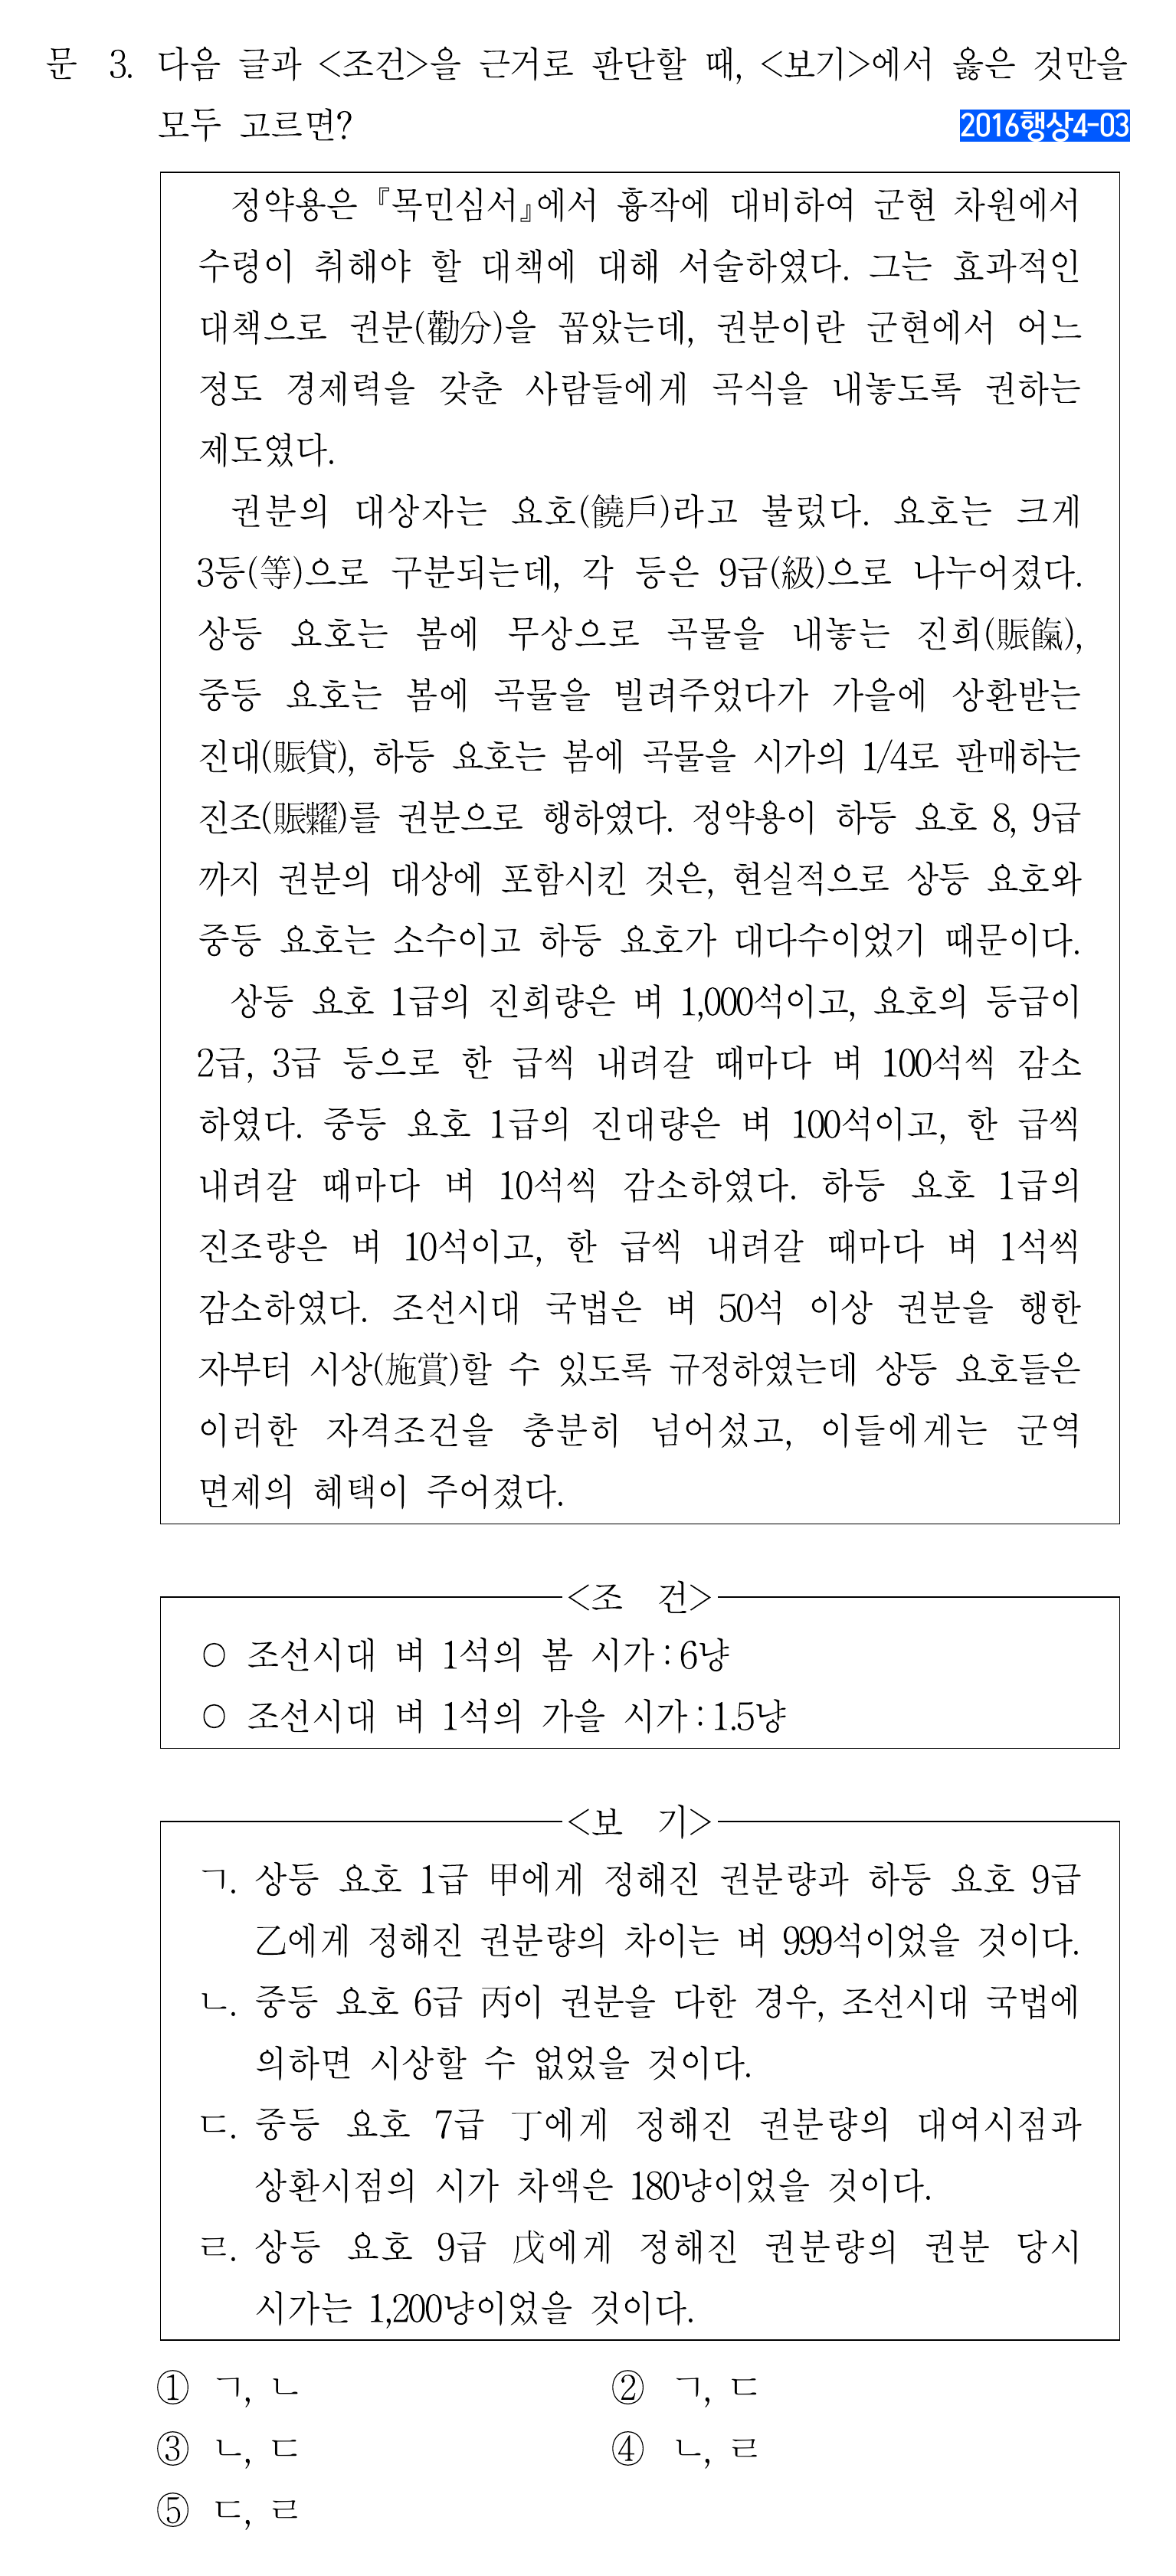 문 3. 다음 글과 <조건>을 근거로 판단할 때, <보기>에서 옳은 것만을
모두 고르면?
2016행상4-03
정약용은 『목민심서』에서 흉작에 대비하여 군현 차원에서
수령이 취해야 할 대책에 대해 서술하였다. 그는 효과적인
대책으로 권분(勸分)을 꼽았는데, 권분이란 군현에서 어느
정도 경제력을 갖춘 사람들에게 곡식을 내놓도록 권하는
제도였다.
권분의 대상자는 요호(饒戶)라고 불렀다. 요호는 크게
3등(等)으로 구분되는데, 각 등은 9급(級)으로 나누어졌다.
상등 요호는 봄에 무상으로 곡물을 내놓는 진희(賑餼),
중등 요호는 봄에 곡물을 빌려주었다가 가을에 상환받는
진대(賑貸), 하등 요호는 봄에 곡물을 시가의 1/4로 판매하는
진조(賑糶)를 권분으로 행하였다. 정약용이 하등 요호 8, 9급
까지 권분의 대상에 포함시킨 것은, 현실적으로 상등 요호와
중등 요호는 소수이고 하등 요호가 대다수이었기 때문이다.
상등 요호 1급의 진희량은 벼 1,000석이고, 요호의 등급이
2급, 3급 등으로 한 급씩 내려갈 때마다 벼 100석씩 감소
하였다. 중등 요호 1급의 진대량은 벼 100석이고, 한 급씩
내려갈 때마다 벼 10석씩 감소하였다. 하등 요호 1급의
진조량은 벼 10석이고, 한 급씩 내려갈 때마다 벼 1석씩
감소하였다. 조선시대 국법은 벼 50석 이상 권분을 행한
자부터 시상(施賞)할 수 있도록 규정하였는데 상등 요호들은
이러한 자격조건을 충분히 넘어섰고, 이들에게는 군역
면제의 혜택이 주어졌다.
<조 건>
○ 조선시대 벼 1석의 봄 시가 : 6냥
○ 조선시대 벼 1석의 가을 시가 : 1.5냥
<보 기>
ㄱ. 상등 요호 1급 甲에게 정해진 권분량과 하등 요호 9급
乙에게 정해진 권분량의 차이는 벼 999석이었을 것이다.
ㄴ. 중등 요호 6급 丙이 권분을 다한 경우, 조선시대 국법에
의하면 시상할 수 없었을 것이다.
ㄷ. 중등 요호 7급 丁에게 정해진 권분량의 대여시점과
상환시점의 시가 차액은 180냥이었을 것이다.
ㄹ. 상등 요호 9급 戊에게 정해진 권분량의 권분 당시
시가는 1,200냥이었을 것이다.
① ㄱ, ㄴ ② ㄱ, ㄷ
③ ㄴ, ㄷ ④ ㄴ, ㄹ
⑤ ㄷ, ㄹ